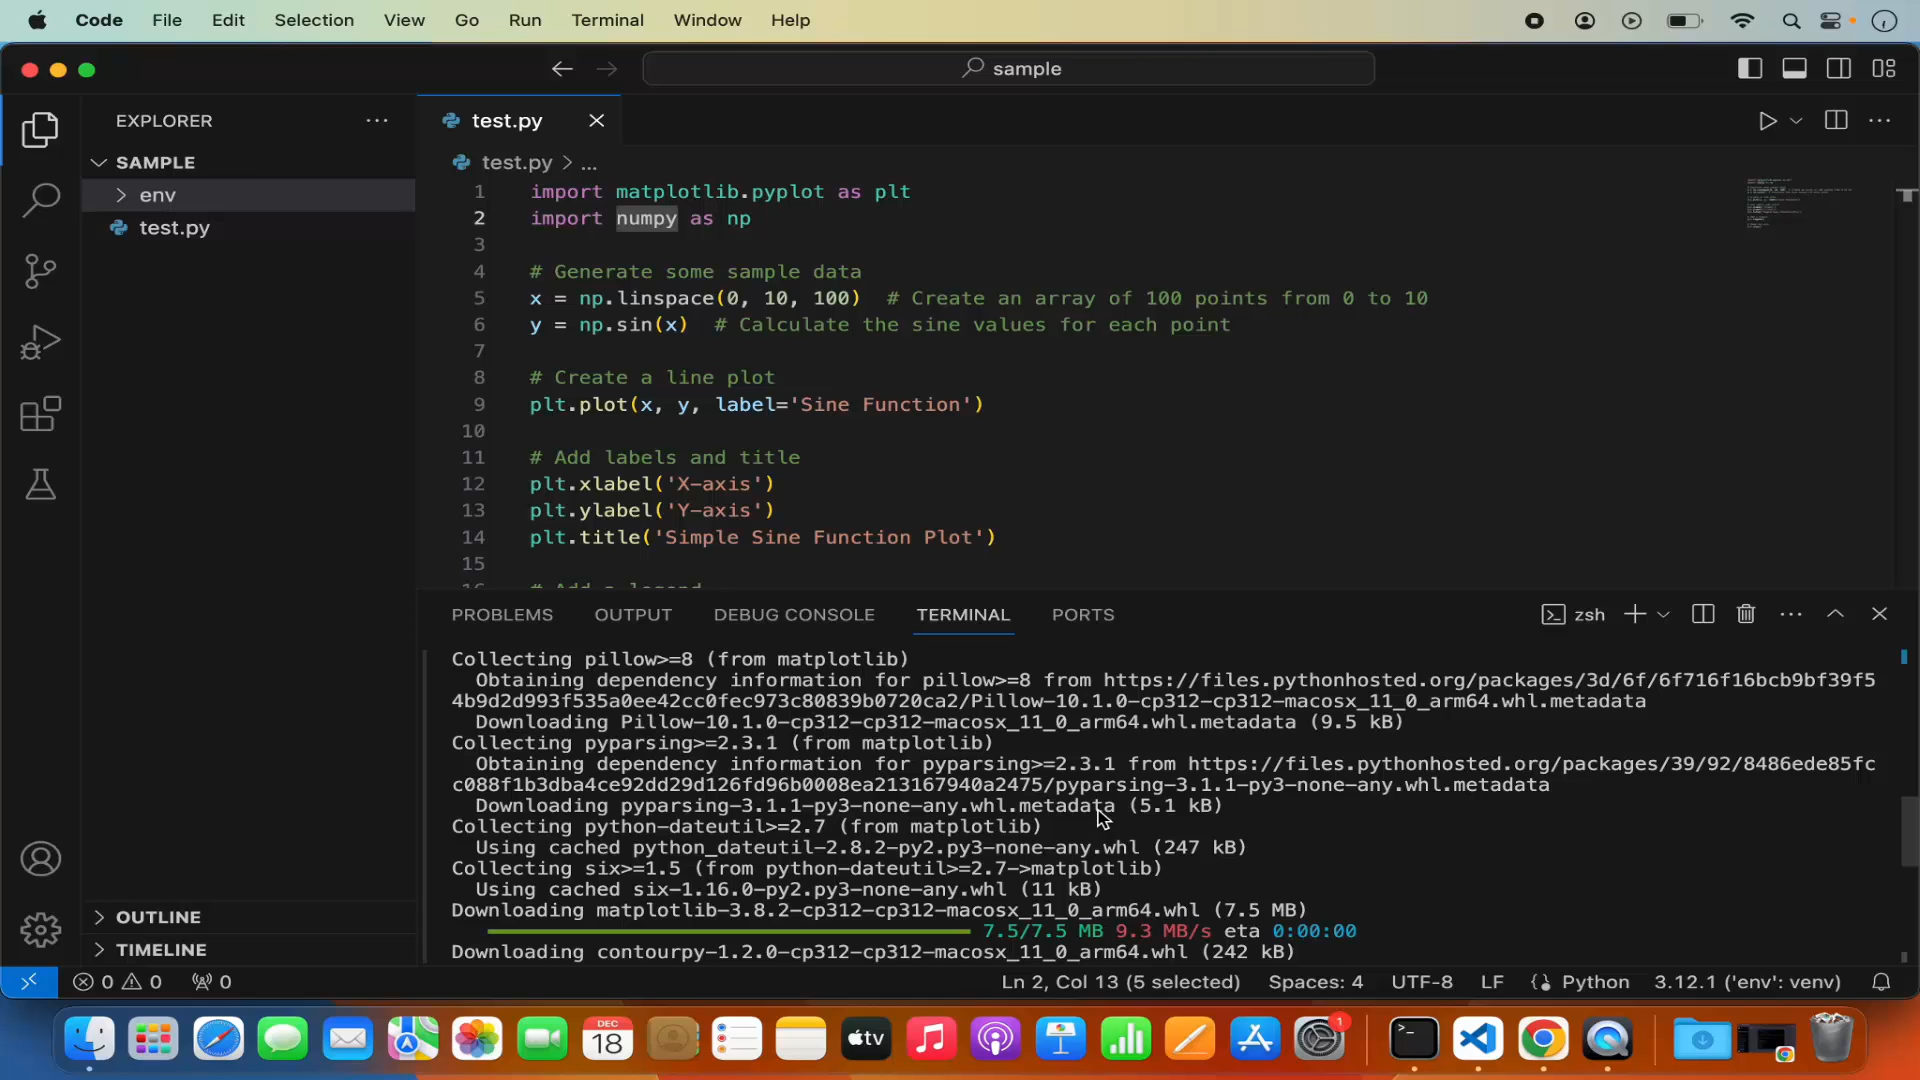 Code File Edit Selection View Go Run Terminal Window Help
sample
EXPLORER
SAMPLE
env
test.py
OUTLINE
TIMELINE
test.py
test.py > ...
1 import matplotlib.pyplot as plt
2 import numpy as np
3
4 # Generate some sample data
5 x = np.linspace(0, 10, 100)  # Create an array of 100 points from 0 to 10
6 y = np.sin(x)  # Calculate the sine values for each point
7
8 # Create a line plot
9 plt.plot(x, y, label='Sine Function')
10
11 # Add labels and title
12 plt.xlabel('X-axis')
13 plt.ylabel('Y-axis')
14 plt.title('Simple Sine Function Plot')
15
16 # Add a legend
PROBLEMS OUTPUT DEBUG CONSOLE TERMINAL PORTS zsh
Collecting pillow>=8 (from matplotlib)
Obtaining dependency information for pillow>=8 from https://files.pythonhosted.org/packages/3d/6f/6f716f16bcb9bf39f5
4b9d2d993f535a0ee42cc0fec973c80839b0720ca2/Pillow-10.1.0-cp312-cp312-macosx_11_0_arm64.whl.metadata
Downloading Pillow-10.1.0-cp312-cp312-macosx_11_0_arm64.whl.metadata (9.5 kB)
Collecting pyparsing>=2.3.1 (from matplotlib)
Obtaining dependency information for pyparsing>=2.3.1 from https://files.pythonhosted.org/packages/39/92/8486ede85fc
c088f1b3dba4ce92dd29d126fd96b0008ea213167940a2475/pyparsing-3.1.1-py3-none-any.whl.metadata
Downloading pyparsing-3.1.1-py3-none-any.whl.metadata (5.1 kB)
Collecting python-dateutil>=2.7 (from matplotlib)
Using cached python_dateutil-2.8.2-py2.py3-none-any.whl (247 kB)
Collecting six>=1.5 (from python-dateutil>=2.7->matplotlib)
Using cached six-1.16.0-py2.py3-none-any.whl (11 kB)
Downloading matplotlib-3.8.2-cp312-cp312-macosx_11_0_arm64.whl (7.5 MB)
7.5/7.5 MB 9.3 MB/s eta 0:00:00
Downloading contourpy-1.2.0-cp312-cp312-macosx_11_0_arm64.whl (242 kB)
0 0 0 Ln 2, Col 13 (5 selected) Spaces: 4 UTF-8 LF Python 3.12.1 ('env': venv)
DEC
18
tv
1